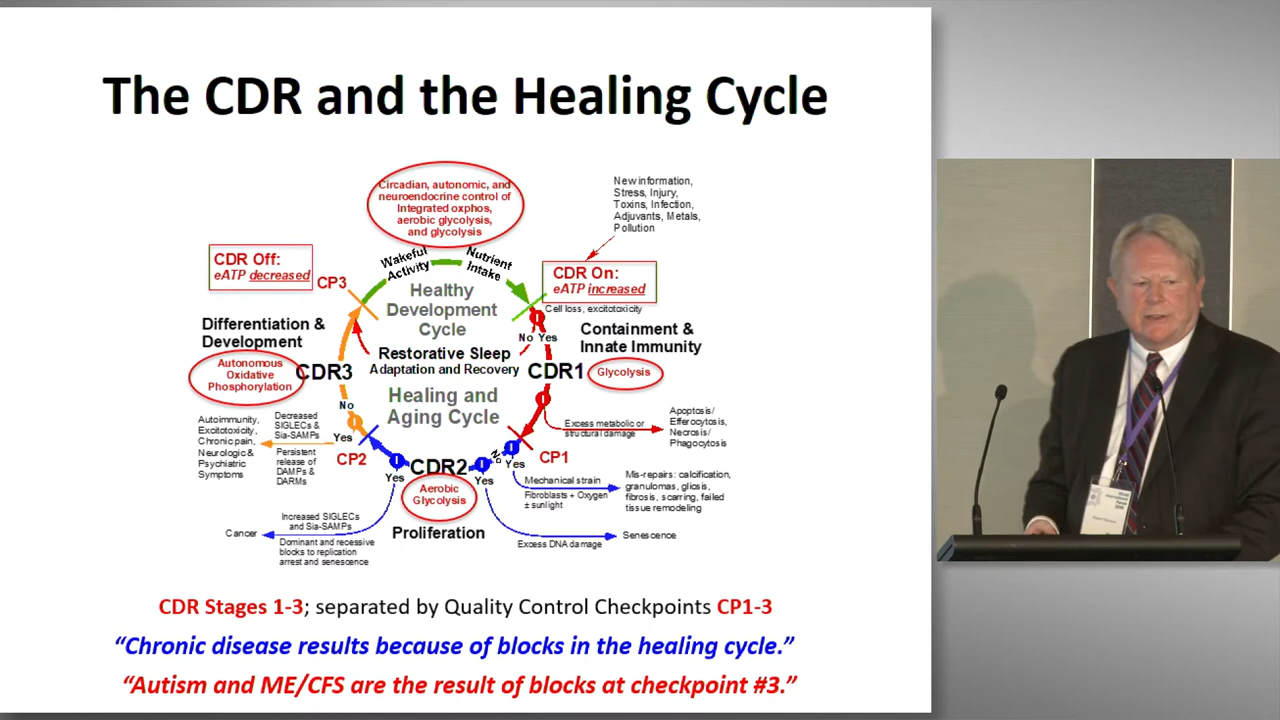 The CDR and the Healing Cycle
Circadian, autonomic, and
neuroendocrine control of
Integrated oxphos,
aerobic glycolysis,
and glycolysis
New information,
Stress, Injury,
Toxins, Infection,
Adjuvants, Metals,
Pollution
CDR Off:
eATP decreased
CP3
Wakeful
Activity
Nutrient
Intake
CDR On:
eATP increased
Cell loss, excitotoxicity
Healthy
Development
Cycle
No Yes
Differentiation &
Development
Containment &
Innate Immunity
Restorative Sleep
Adaptation and Recovery
Autonomous
Oxidative
Phosphorylation
CDR3
CDR1
Glycolysis
Healing and
Aging Cycle
No
Yes
CP2
Autoimmunity,
Excitotoxicity,
Chronic pain,
Neurologic &
Psychiatric
Symptoms
Decreased
SIGLECs &
Sia-SAMPs
Persistent
release of
DAMPs &
DARMs
Excess metabolic or
structural damage
Apoptosis/
Efferocytosis,
Necrosis/
Phagocytosis
CP1
No
Yes
CDR2
Yes
Yes
Aerobic
Glycolysis
Proliferation
Mechanical strain
Fibroblasts + Oxygen
± sunlight
Mis-repairs: calcification,
granulomas, gliosis,
fibrosis, scarring, failed
tissue remodeling
Cancer
Increased SIGLECs
and Sia-SAMPs
Dominant and recessive
blocks to replication
arrest and senescence
Excess DNA damage
Senescence
CDR Stages 1-3; separated by Quality Control Checkpoints CP1-3
“Chronic disease results because of blocks in the healing cycle.”
“Autism and ME/CFS are the result of blocks at checkpoint #3.”